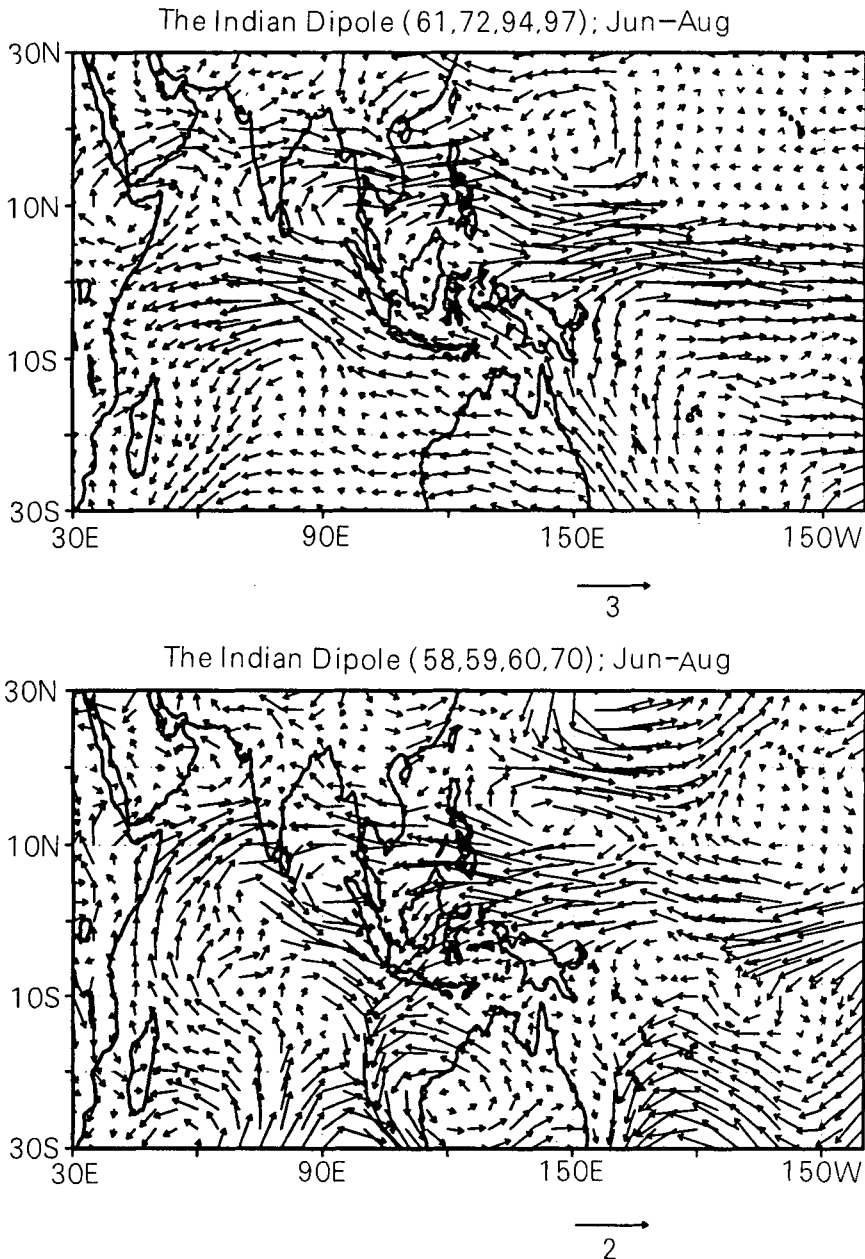 The Indian Dipole (61,72,94,97); Jun-Aug
30N
10N
10S
30S
30E 90E 150E 150W
3
The Indian Dipole (58,59,60,70); Jun-Aug
30N
10N
10S
30S
30E 90E 150E 150W
2